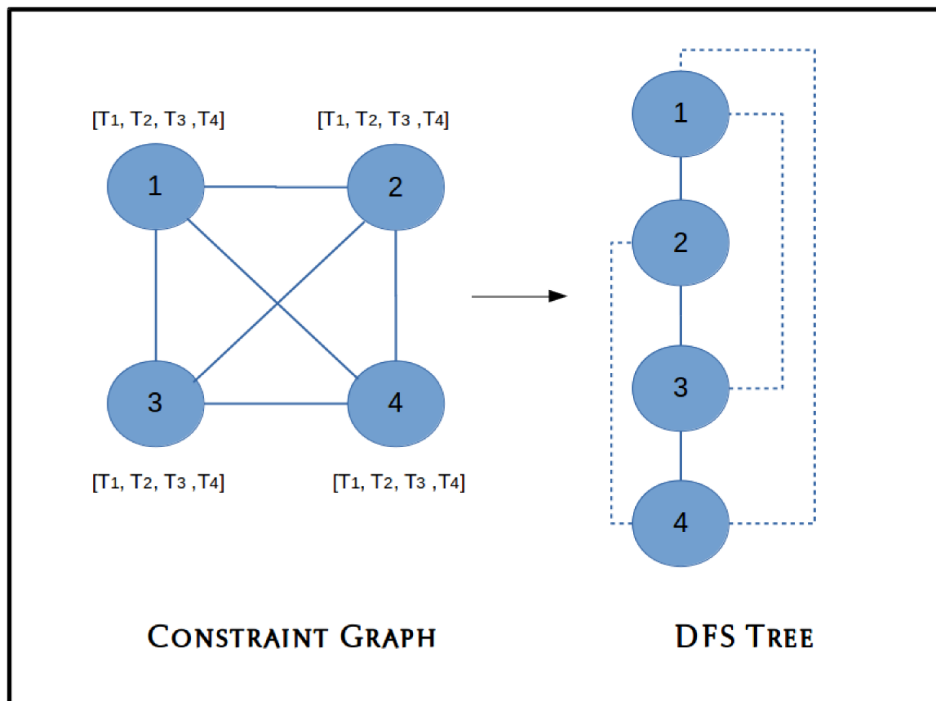 [T1, T2, T3 ,T4]
[T1, T2, T3 ,T4]
1
2
3
4
[T1, T2, T3 ,T4]
[T1, T2, T3 ,T4]
CONSTRAINT GRAPH
1
2
3
4
DFS TREE